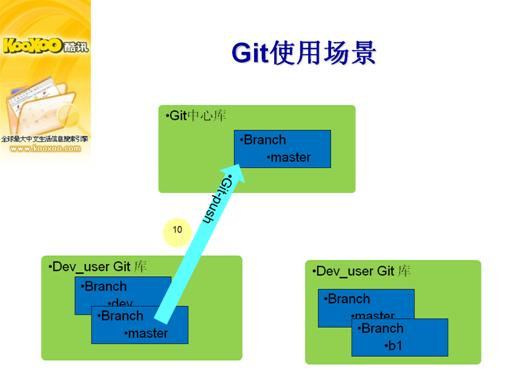 KooXoo 酷讯
全球最大中文生活信息搜索引擎
www.kooxoo.com
Git使用场景
•Git中心库
•Branch
•master
•Git-push
10
•Dev_user Git 库
•Branch
•dev
•Branch
•master
•Dev_user Git 库
•Branch
•master
•Branch
•b1